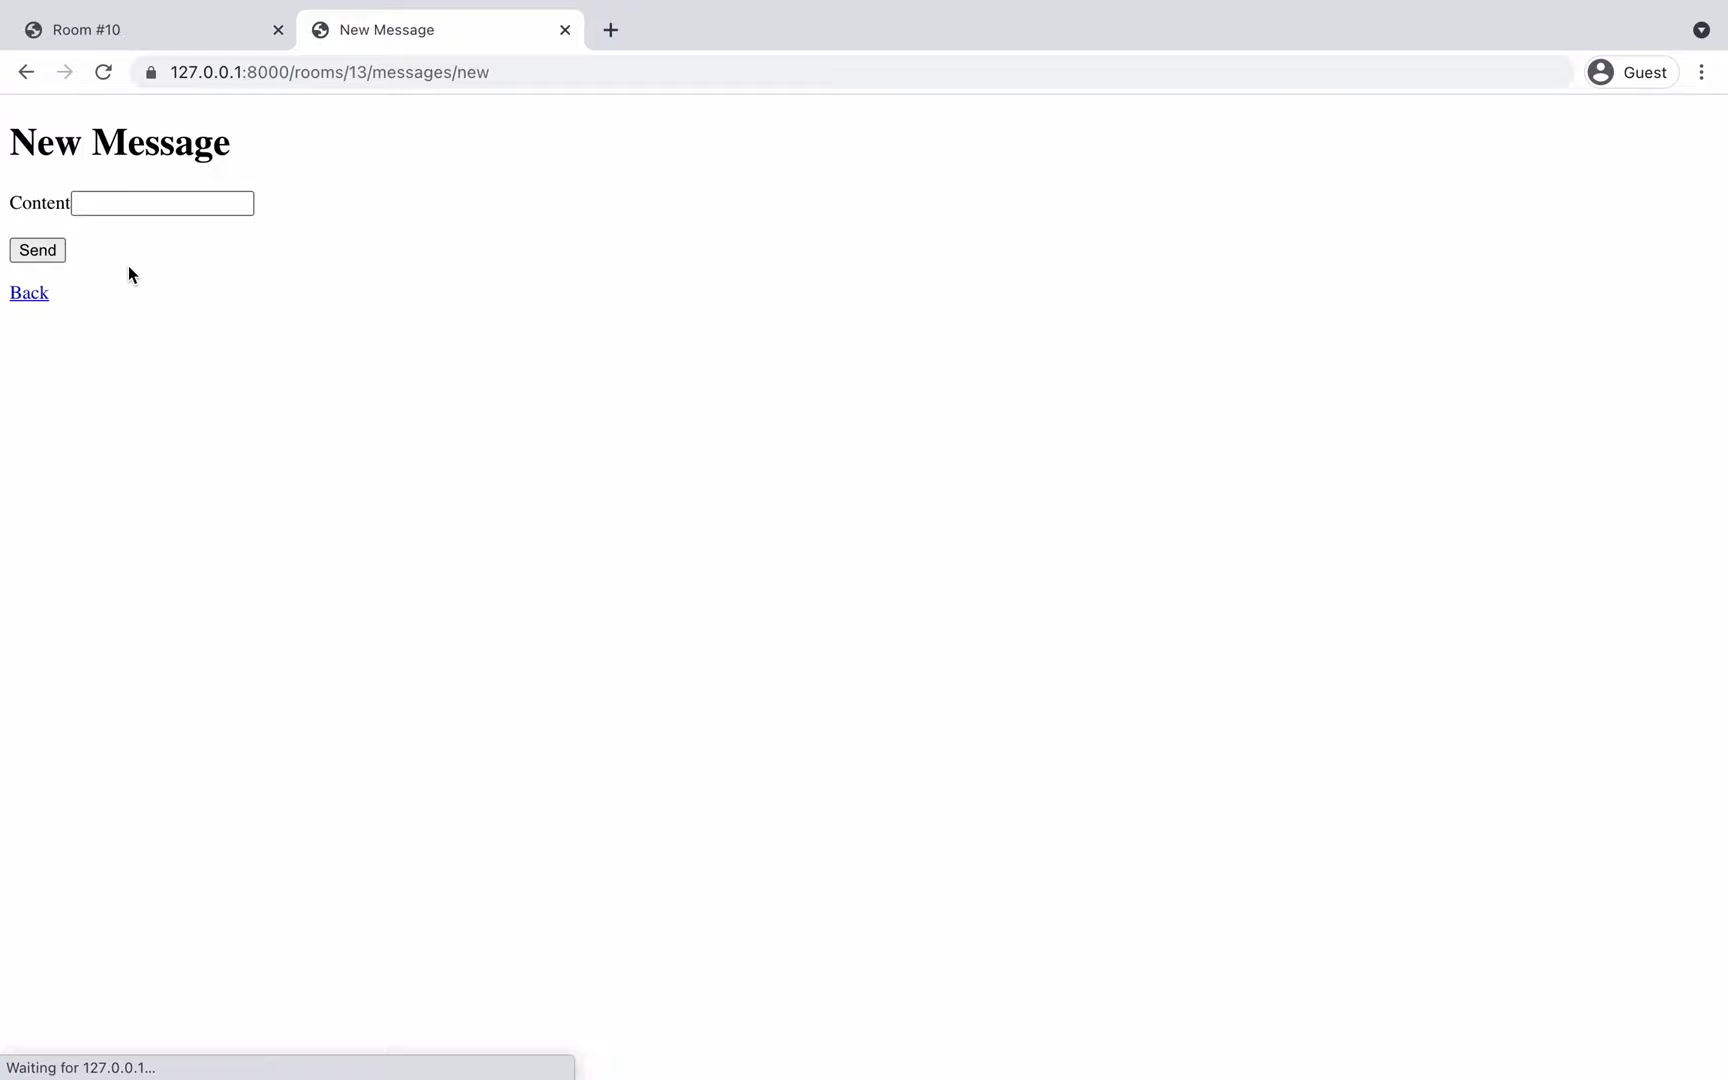 Room #10
New Message
127.0.0.1:8000/rooms/13/messages/new
Guest
New Message
Content
Send
Back
Waiting for 127.0.0.1...